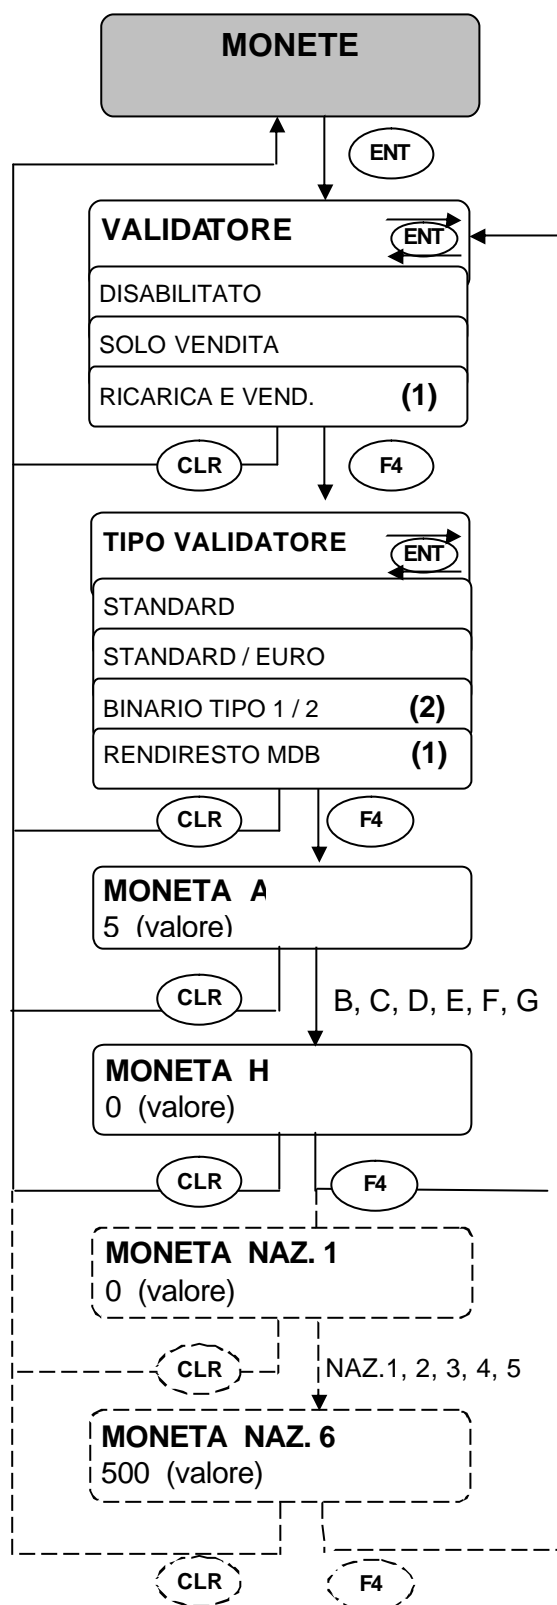 MONETE
ENT
VALIDATORE ENT
DISABILITATO
SOLO VENDITA
RICARICA E VEND. (1)
CLR F4
TIPO VALIDATORE ENT
STANDARD
STANDARD / EURO
BINARIO TIPO 1 / 2 (2)
RENDIRESTO MDB (1)
CLR F4
MONETA A
5 (valore)
CLR B, C, D, E, F, G
MONETA H
0 (valore)
CLR F4
MONETA NAZ. 1
0 (valore)
CLR NAZ.1, 2, 3, 4, 5
MONETA NAZ. 6
500 (valore)
CLR F4